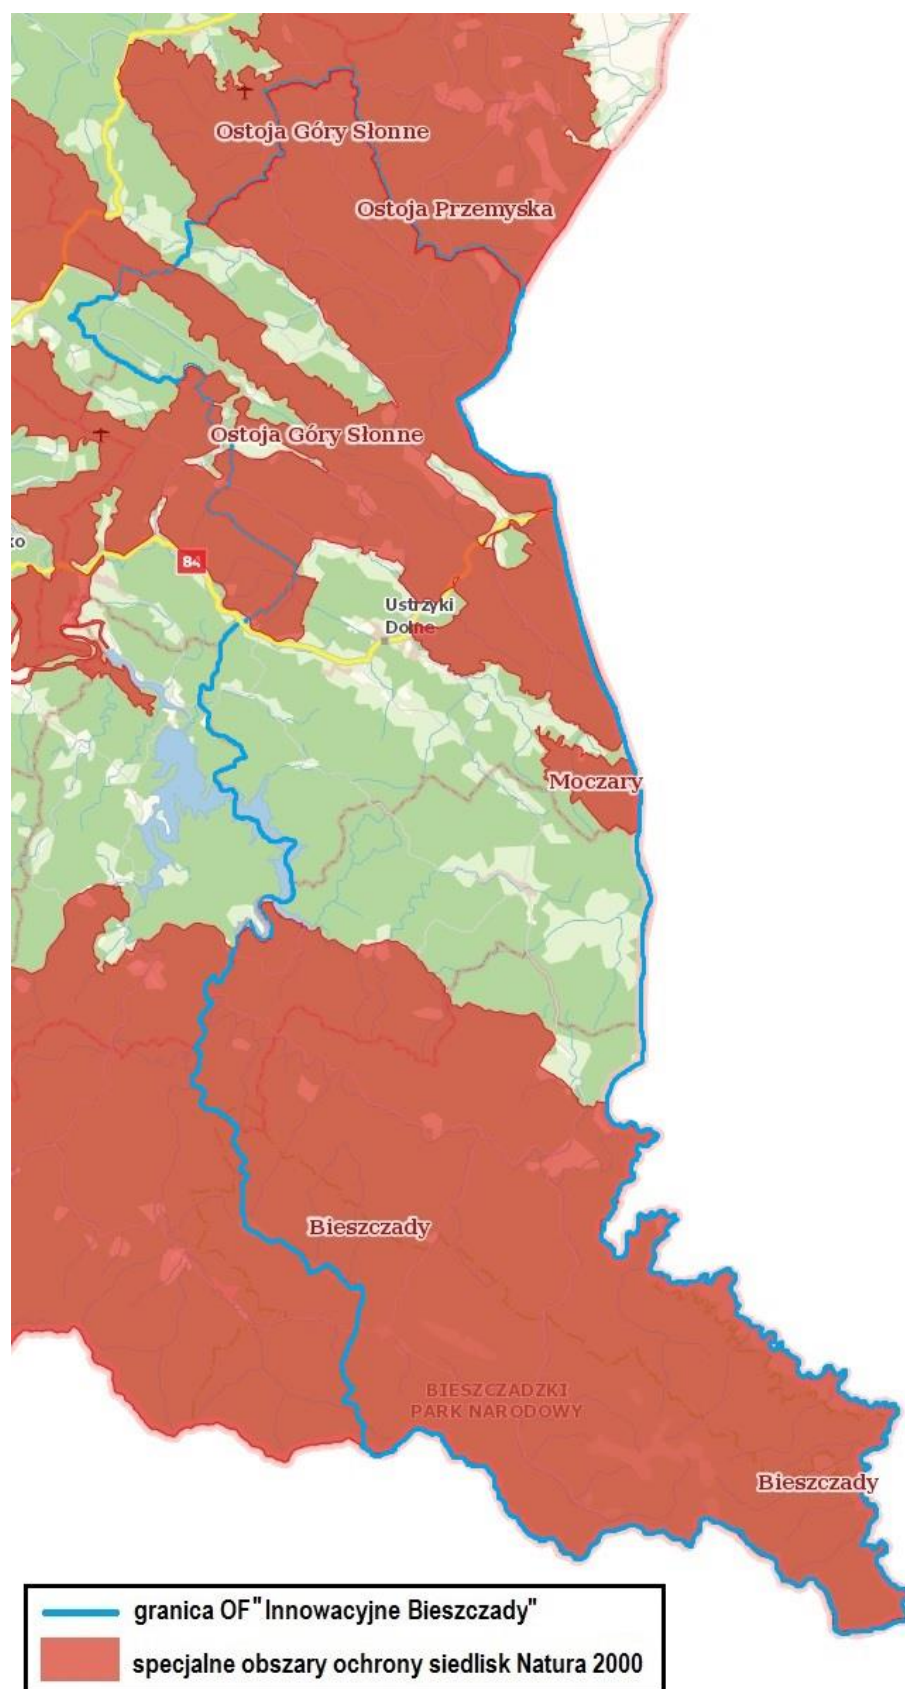 Ostoja Góry Słonne
Ostoja Przemyska
Ostoja Góry Słonne
ko
84
Ustrzyki
Dolne
Moczary
Bieszczady
BIESZCZADZKI
PARK NARODOWY
Bieszczady
granica OF "Innowacyjne Bieszczady"
specjalne obszary ochrony siedlisk Natura 2000